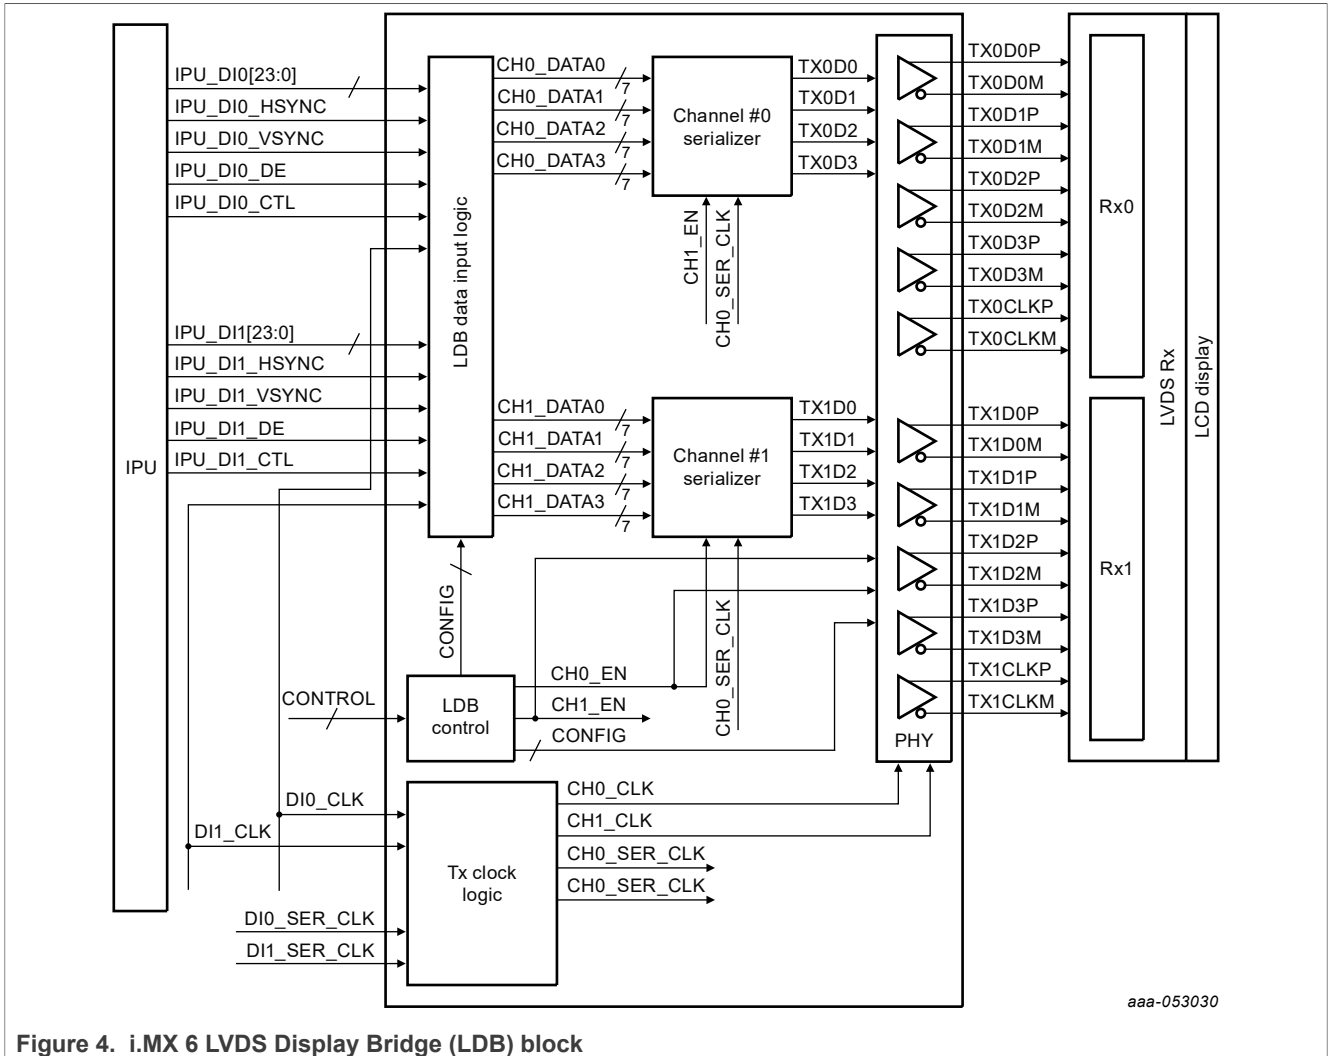 IPU
IPU_DI0[23:0]
IPU_DI0_HSYNC
IPU_DI0_VSYNC
IPU_DI0_DE
IPU_DI0_CTL
IPU_DI1[23:0]
IPU_DI1_HSYNC
IPU_DI1_VSYNC
IPU_DI1_DE
IPU_DI1_CTL
LDB data input logic
CH0_DATA0
7
CH0_DATA1
7
CH0_DATA2
7
CH0_DATA3
7
Channel #0
serializer
CH1_EN
CH0_SER_CLK
TX0D0
TX0D1
TX0D2
TX0D3
CH1_DATA0
7
CH1_DATA1
7
CH1_DATA2
7
CH1_DATA3
7
Channel #1
serializer
CH0_SER_CLK
TX1D0
TX1D1
TX1D2
TX1D3
CONFIG
CONTROL
LDB
control
CH0_EN
CH1_EN
CONFIG
DI0_CLK
DI1_CLK
DI0_SER_CLK
DI1_SER_CLK
Tx clock
logic
CH0_CLK
CH1_CLK
CH0_SER_CLK
CH0_SER_CLK
PHY
TX0D0P
TX0D0M
TX0D1P
TX0D1M
TX0D2P
TX0D2M
TX0D3P
TX0D3M
TX0CLKP
TX0CLKM
TX1D0P
TX1D0M
TX1D1P
TX1D1M
TX1D2P
TX1D2M
TX1D3P
TX1D3M
TX1CLKP
TX1CLKM
Rx0
Rx1
LVDS Rx
LCD display
aaa-053030
Figure 4. i.MX 6 LVDS Display Bridge (LDB) block